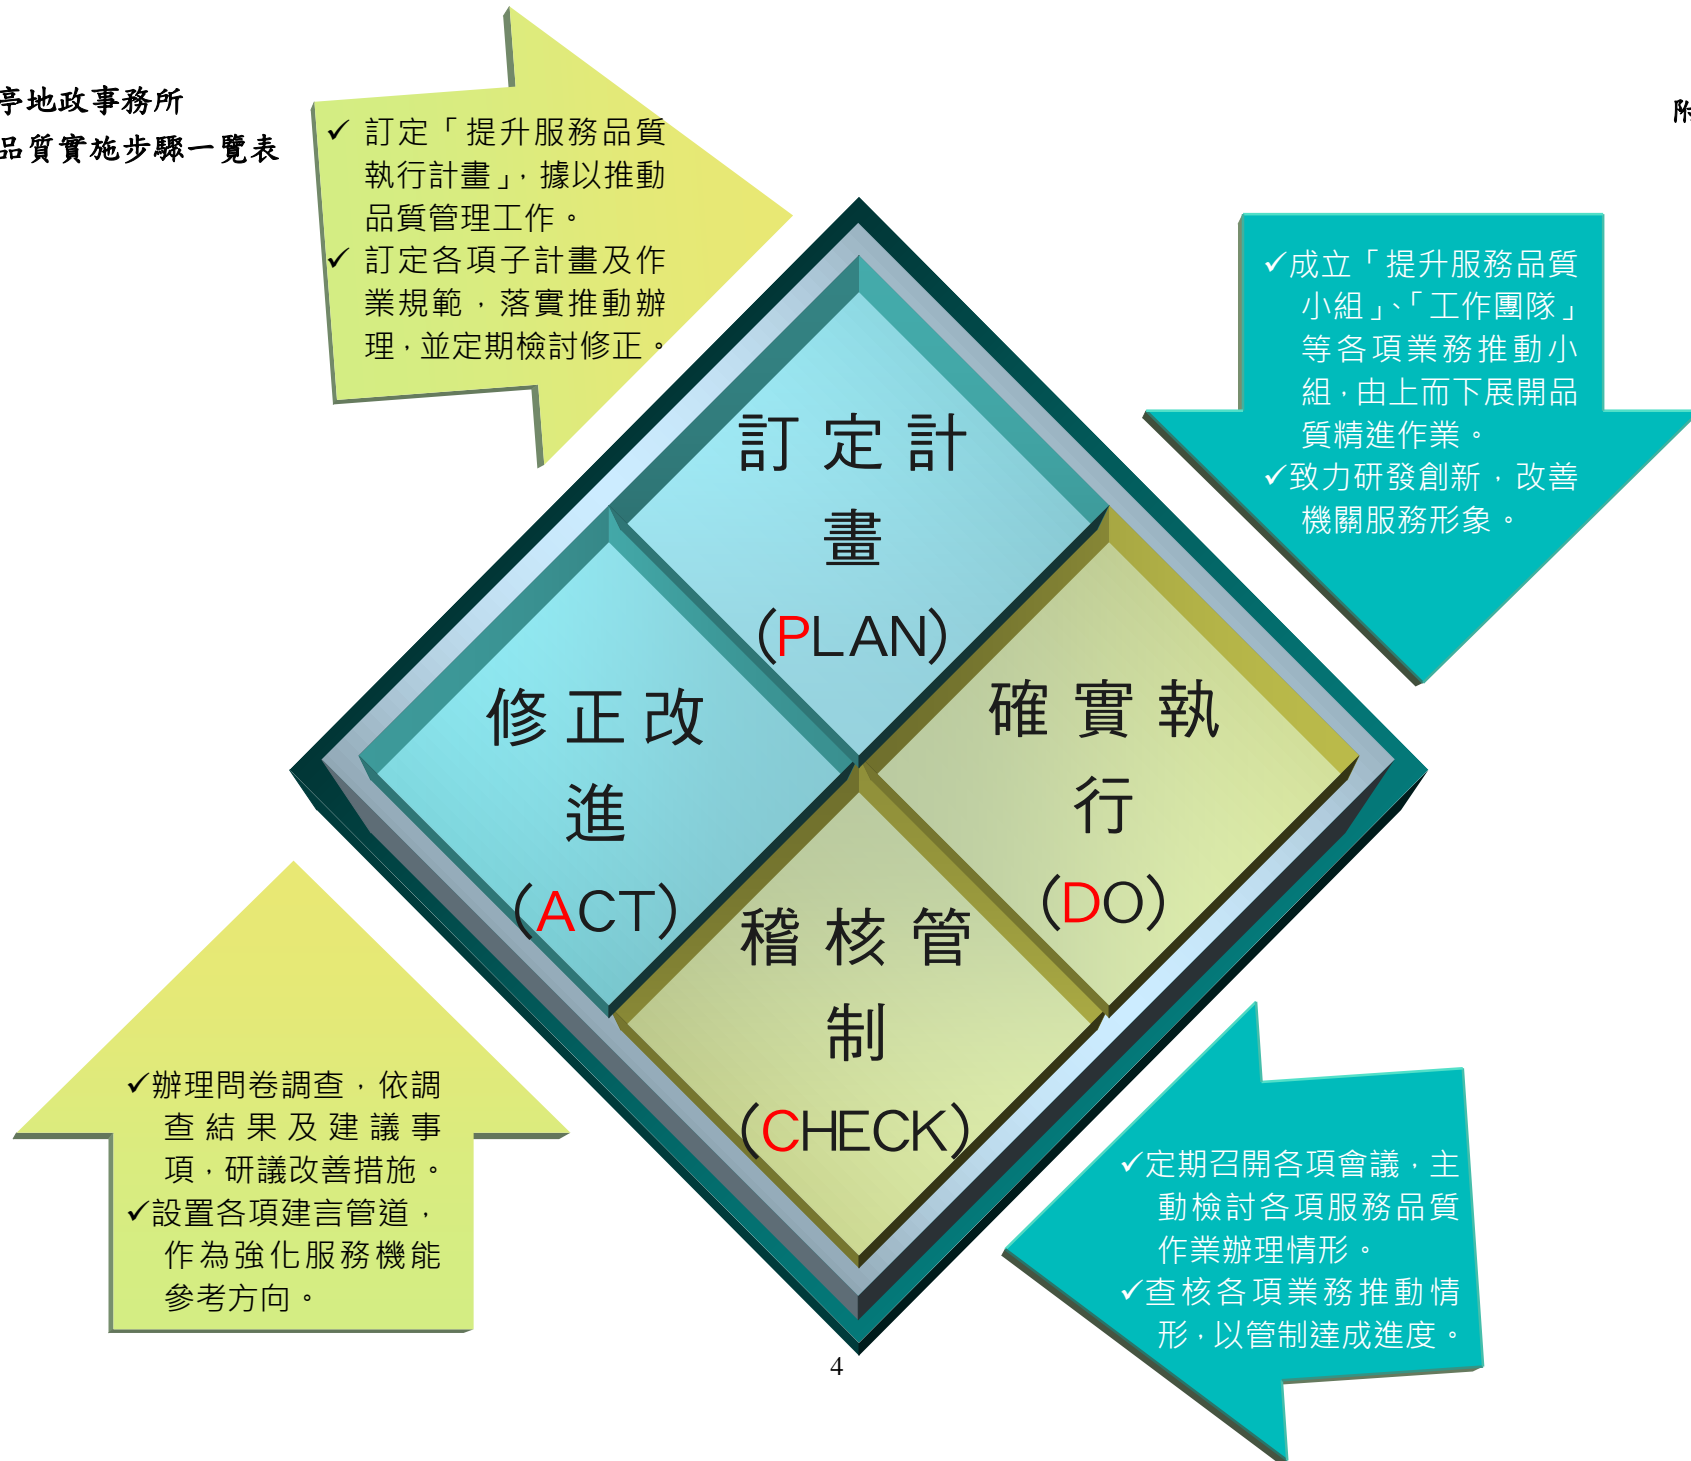 亭地政事務所
品質實施步驟一覽表
附
✓ 訂定「提升服務品質
執行計畫」，據以推動
品質管理工作。
✓ 訂定各項子計畫及作
業規範，落實推動辦
理，並定期檢討修正。
✓成立「提升服務品質
小組」、「工作團隊」
等各項業務推動小
組，由上而下展開品
質精進作業。
✓致力研發創新，改善
機關服務形象。
訂定計
畫
(PLAN)
修正改
進
(ACT)
確實執
行
(DO)
稽核管
制
(CHECK)
✓辦理問卷調查，依調
查結果及建議事
項，研議改善措施。
✓設置各項建言管道，
作為強化服務機能
參考方向。
✓定期召開各項會議，主
動檢討各項服務品質
作業辦理情形。
✓查核各項業務推動情
形，以管制達成進度。
4